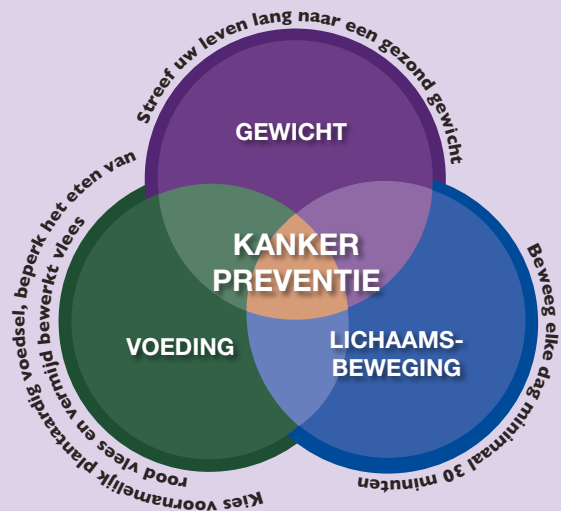 Streef uw leven lang naar een gezond gewicht
GEWICHT
KANKER
PREVENTIE
VOEDING
LICHAAMS-
BEWEGING
Kies voornamelijk plantaardig voedsel, beperk het eten van
rood vlees en vermijd bewerkt vlees
Beweeg elke dag minimaal 30 minuten